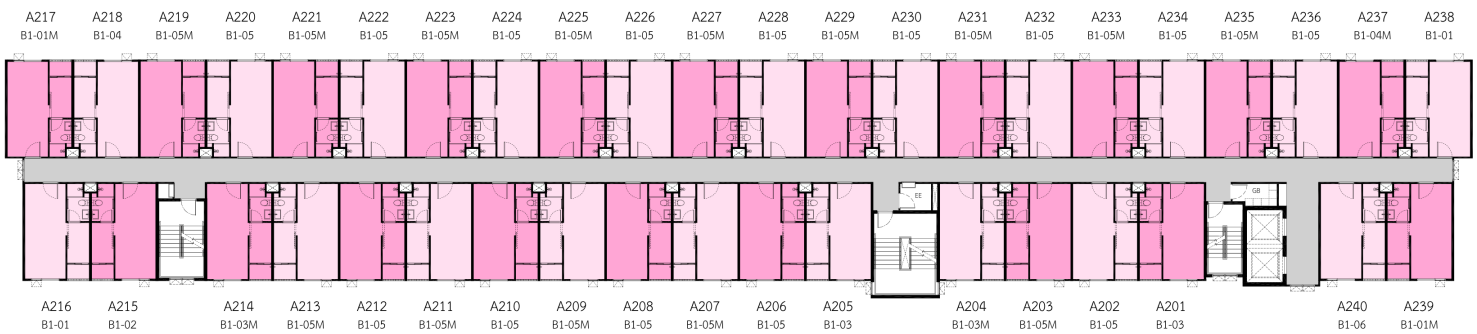 A217 A218 A219 A220 A221 A222 A223 A224 A225 A226 A227 A228 A229 A230 A231 A232 A233 A234 A235 A236 A237 A238
B1-01M B1-04 B1-05M B1-05 B1-05M B1-05 B1-05M B1-05 B1-05M B1-05 B1-05M B1-05 B1-05M B1-05 B1-05M B1-05 B1-05M B1-05 B1-05M B1-05 B1-04M B1-01
EE GB
A216 A215 A214 A213 A212 A211 A210 A209 A208 A207 A206 A205 A204 A203 A202 A201 A240 A239
B1-01 B1-02 B1-03M B1-05M B1-05 B1-05M B1-05 B1-05M B1-05 B1-05M B1-05 B1-3 B1-03M B1-05M B1-05 B1-03 B1-06 B1-01M